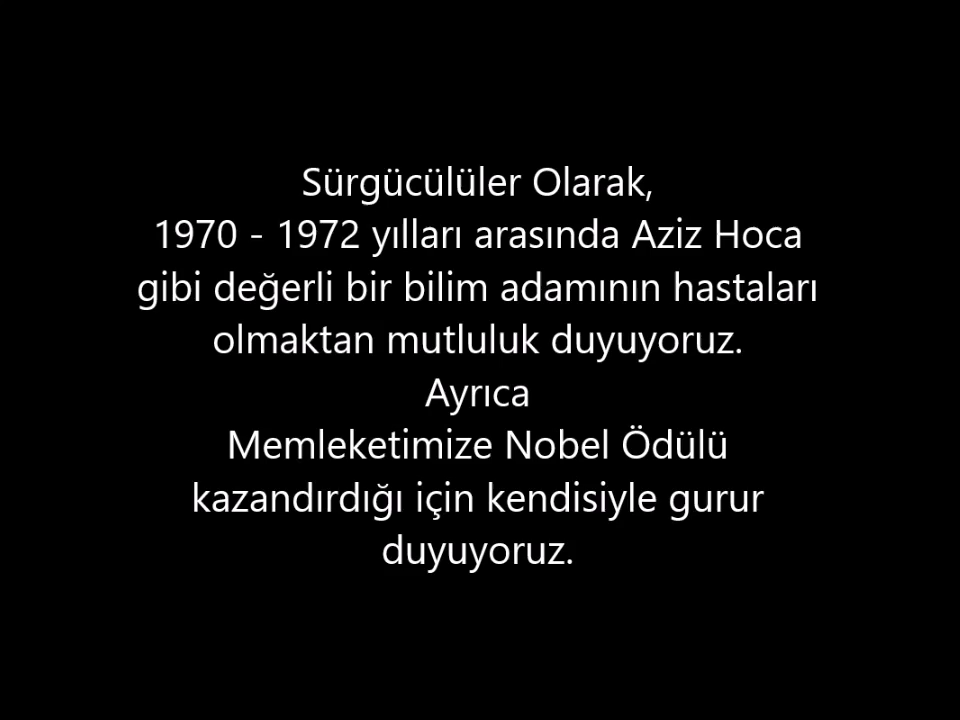 Sürgücülüler Olarak,
1970 - 1972 yılları arasında Aziz Hoca
gibi değerli bir bilim adamının hastaları
olmaktan mutluluk duyuyoruz.
Ayrıca
Memleketimize Nobel Ödülü
kazandırdığı için kendisiyle gurur
duyuyoruz.